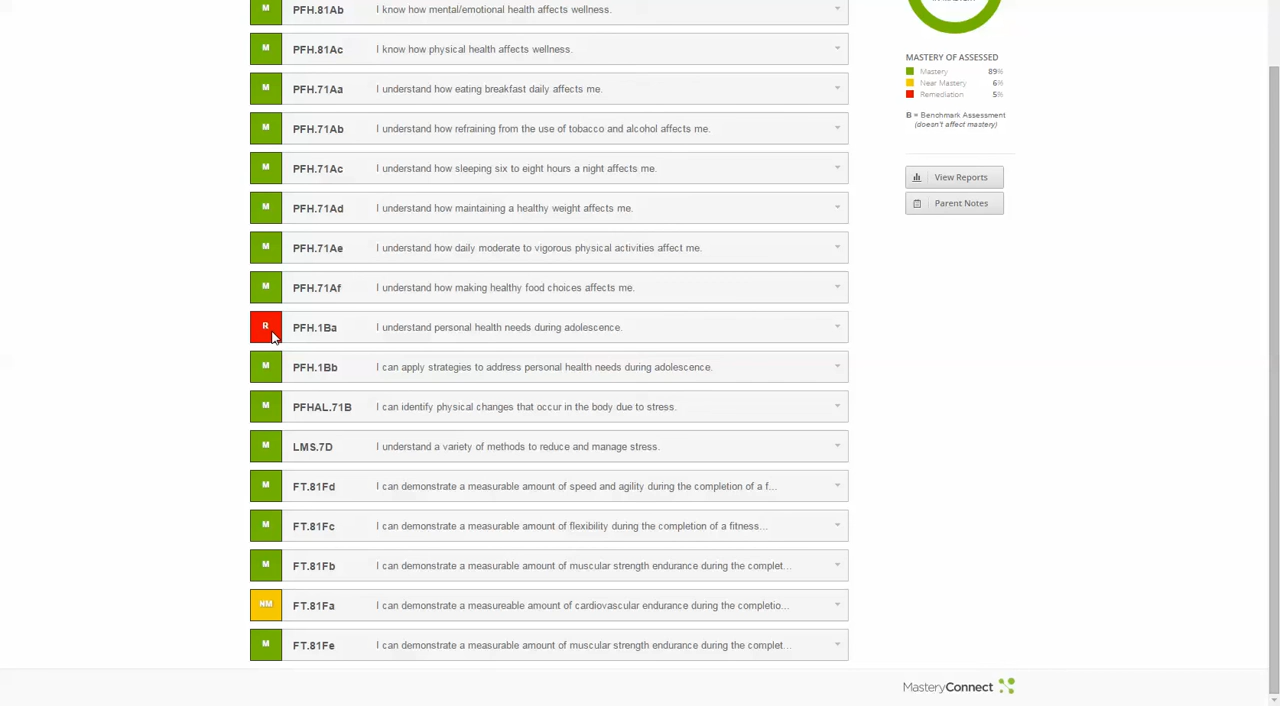 M PFH.81Ab I know how mental/emotional health affects wellness.
M PFH.81Ac I know how physical health affects wellness.
M PFH.71Aa I understand how eating breakfast daily affects me.
M PFH.71Ab I understand how refraining from the use of tobacco and alcohol affects me.
M PFH.71Ac I understand how sleeping six to eight hours a night affects me.
M PFH.71Ad I understand how maintaining a healthy weight affects me.
M PFH.71Ae I understand how daily moderate to vigorous physical activities affect me.
M PFH.71Af I understand how making healthy food choices affects me.
R PFH.1Ba I understand personal health needs during adolescence.
M PFH.1Bb I can apply strategies to address personal health needs during adolescence.
M PFHAL.71B I can identify physical changes that occur in the body due to stress.
M LMS.7D I understand a variety of methods to reduce and manage stress.
M FT.81Fd I can demonstrate a measurable amount of speed and agility during the completion of a f...
M FT.81Fc I can demonstrate a measurable amount of flexibility during the completion of a fitness...
M FT.81Fb I can demonstrate a measurable amount of muscular strength endurance during the complet...
NM FT.81Fa I can demonstrate a measureable amount of cardiovascular endurance during the completio...
M FT.81Fe I can demonstrate a measurable amount of muscular strength endurance during the complet...
MASTERY OF ASSESSED
Mastery 89%
Near Mastery 6%
Remediation 5%
B = Benchmark Assessment
(doesn't affect mastery)
View Reports
Parent Notes
MasteryConnect